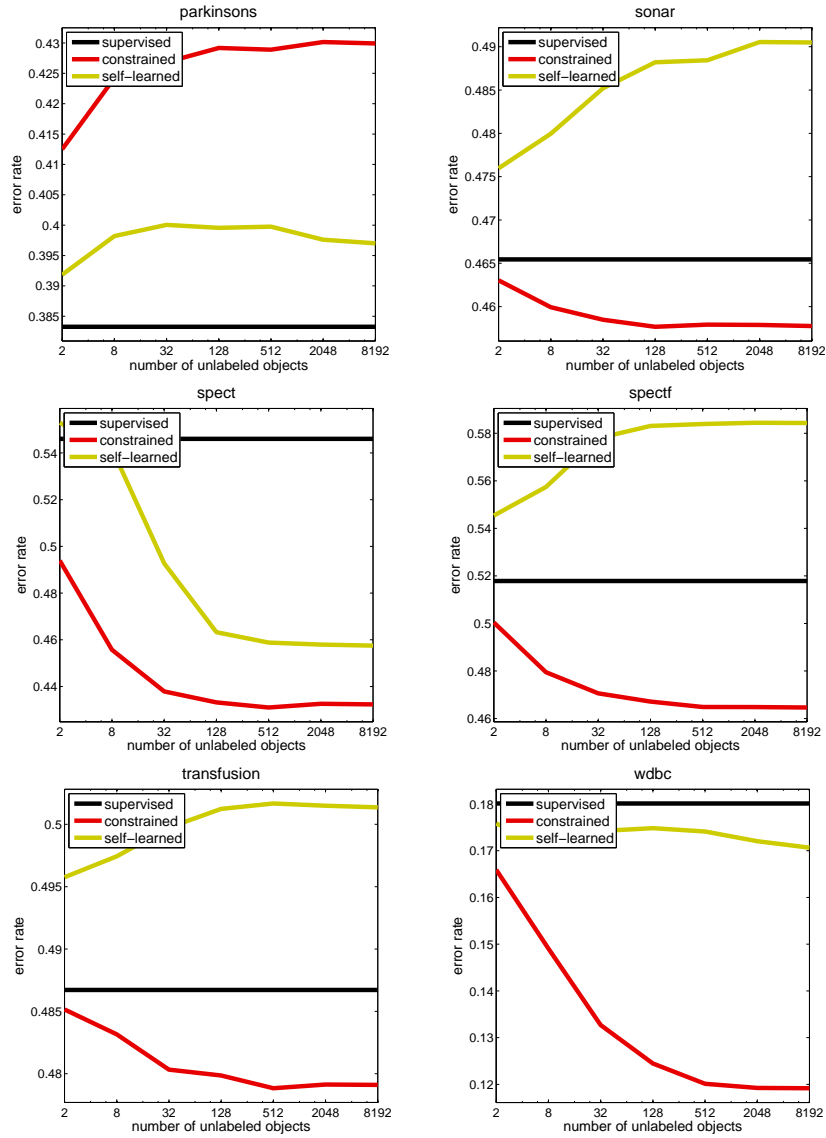 parkinsons
0.43
0.425
0.42
0.415
0.41
0.405
0.4
0.395
0.39
0.385
error rate
supervised
constrained
self-learned
2 8 32 128 512 2048 8192
number of unlabeled objects
sonar
0.49
0.485
0.48
0.475
0.47
0.465
0.46
error rate
supervised
constrained
self-learned
2 8 32 128 512 2048 8192
number of unlabeled objects
spect
0.54
0.52
0.5
0.48
0.46
0.44
error rate
supervised
constrained
self-learned
2 8 32 128 512 2048 8192
number of unlabeled objects
spectf
0.58
0.56
0.54
0.52
0.5
0.48
0.46
error rate
supervised
constrained
self-learned
2 8 32 128 512 2048 8192
number of unlabeled objects
transfusion
0.5
0.495
0.49
0.485
0.48
error rate
supervised
constrained
self-learned
2 8 32 128 512 2048 8192
number of unlabeled objects
wdbc
0.18
0.17
0.16
0.15
0.14
0.13
0.12
error rate
supervised
constrained
self-learned
2 8 32 128 512 2048 8192
number of unlabeled objects